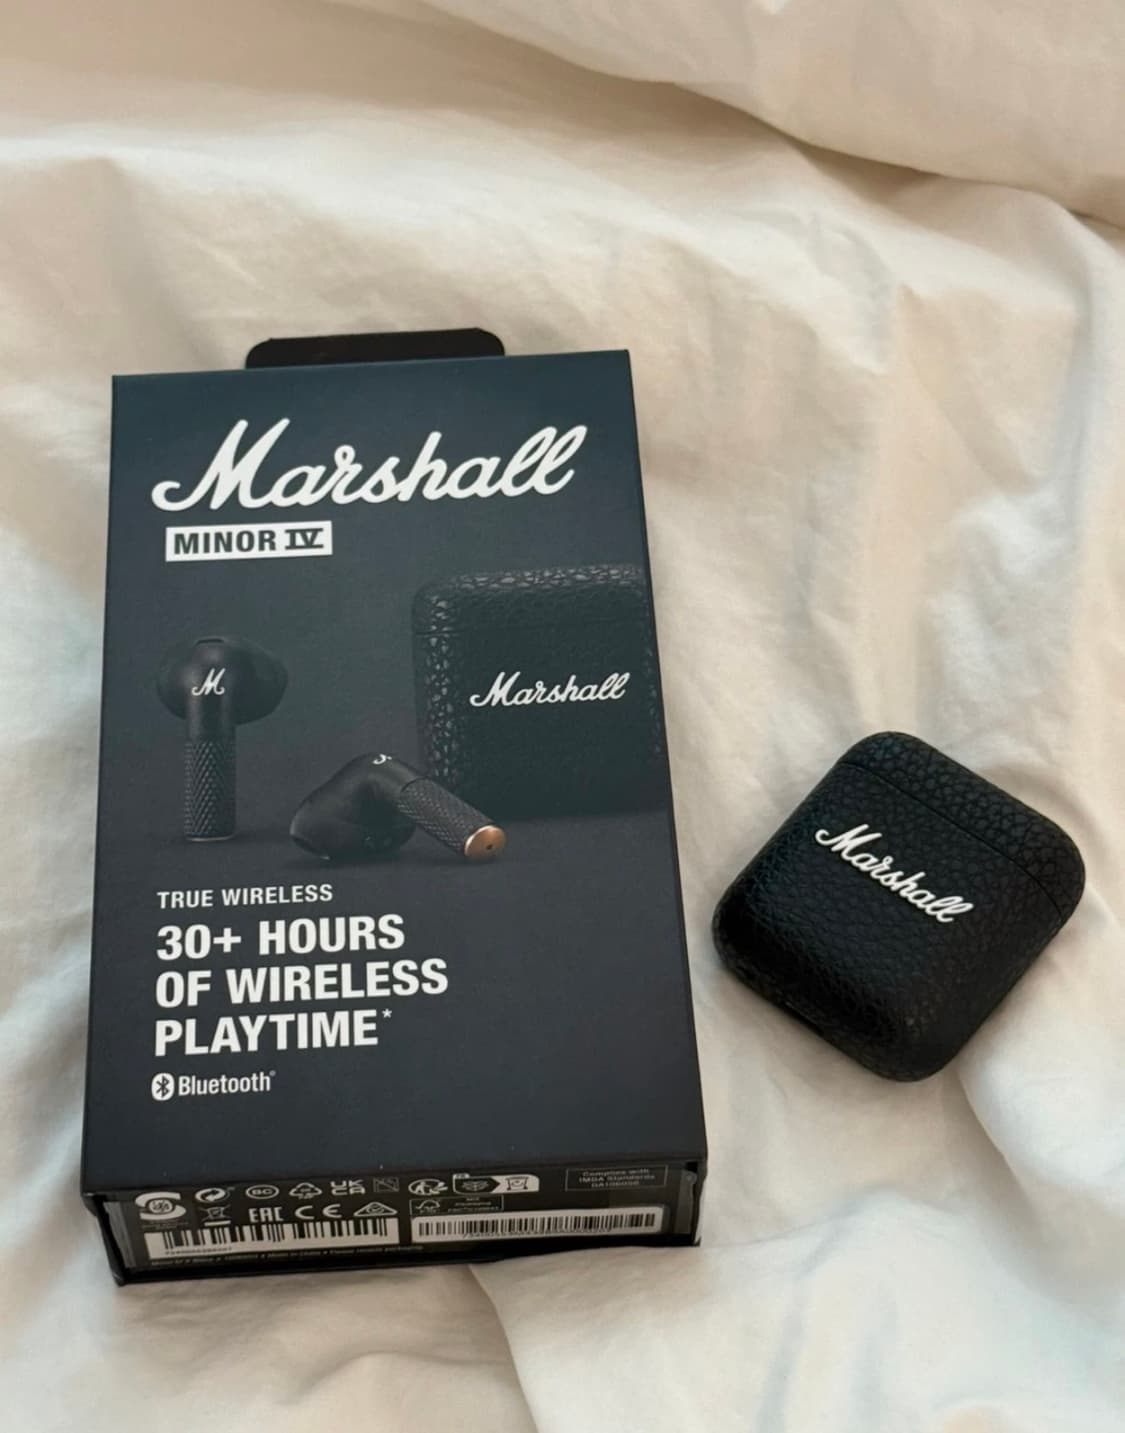 Marshall
MINOR IV
M
Marshall
TRUE WIRELESS
30+ HOURS
OF WIRELESS
PLAYTIME*
Bluetooth®
Marshall
BC
UK
CA
EAC CE
Complies with
IMDA Standards